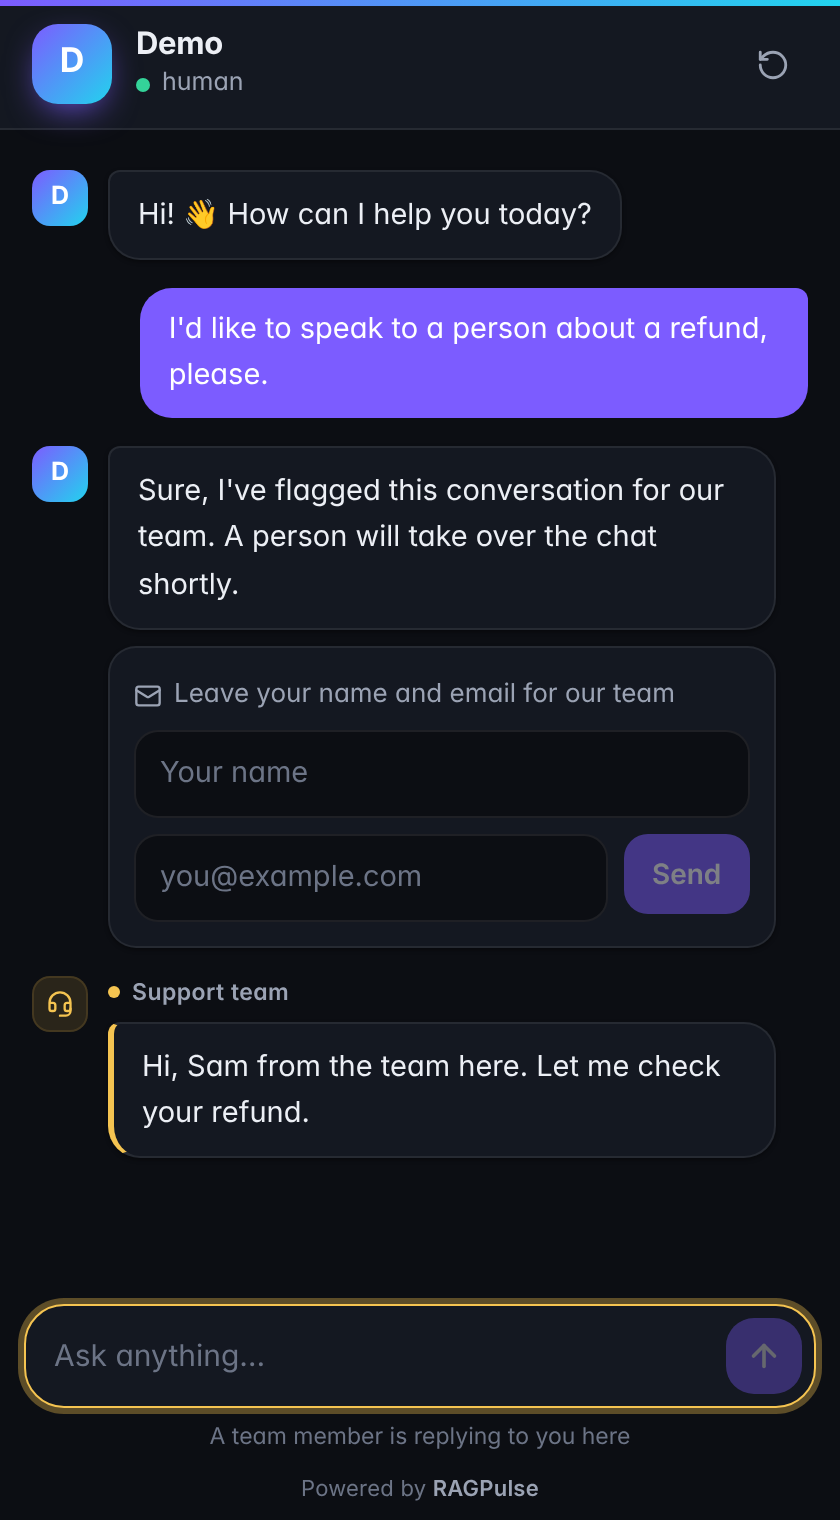 D
Demo
human
D
Hi! 👋 How can I help you today?
I'd like to speak to a person about a refund,
please.
D
Sure, I've flagged this conversation for our
team. A person will take over the chat
shortly.
Leave your name and email for our team
Your name
you@example.com
Send
Support team
Hi, Sam from the team here. Let me check
your refund.
Ask anything...
A team member is replying to you here
Powered by RAGPulse